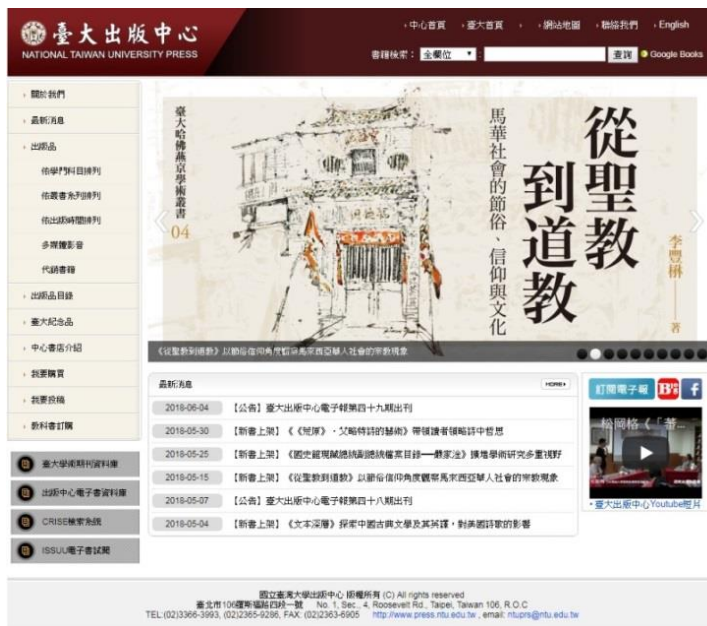 臺大出版中心
NATIONAL TAIWAN UNIVERSITY PRESS
中心首頁 臺大首頁 網站地圖 聯絡我們 English
書籍檢索: 全欄位 查詢 Google Books
關於我們
最新消息
出版品
依學門科目排列
依叢書系列排列
依出版時間排列
多媒體影音
代銷書籍
出版品目錄
臺大紀念品
中心書店介紹
我要購買
我要投稿
教科書訂購
臺大學術期刊資料庫
出版中心電子書資料庫
CRISE檢索系統
ISSUU電子書試閱
臺大哈佛燕京學術叢書
04
馬華社會的節俗、信仰與文化
從聖教
到道教
李豐楙 著
《從聖教到道教》以節俗信仰角度觀察馬來西亞華人社會的宗教現象
最新消息 MORE
2018-06-04 【公告】臺大出版中心電子報第四十九期出刊
2018-05-30 【新書上架】《《荒原》‧艾略特詩的藝術》帶領讀者領略詩中哲思
2018-05-25 【新書上架】《國史館現藏總統副總統檔案目錄──嚴家淦》擴增學術研究多重視野
2018-05-15 【新書上架】《從聖教到道教》以節俗信仰角度觀察馬來西亞華人社會的宗教現象
2018-05-07 【公告】臺大出版中心電子報第四十八期出刊
2018-05-04 【新書上架】《文本深層》探索中國古典文學及其英譯,對美國詩歌的影響
訂閱電子報
松岡格《「蕃
臺大出版中心Youtube短片
國立臺灣大學出版中心 版權所有 (C) All rights reserved
臺北市106羅斯福路四段一號 No. 1, Sec., 4, Roosevelt Rd., Taipei, Taiwan 106, R.O.C
TEL:(02)3366-3993, (02)2365-9286, FAX: (02)2363-6905 http://www.press.ntu.edu.tw , email: ntuprs@ntu.edu.tw